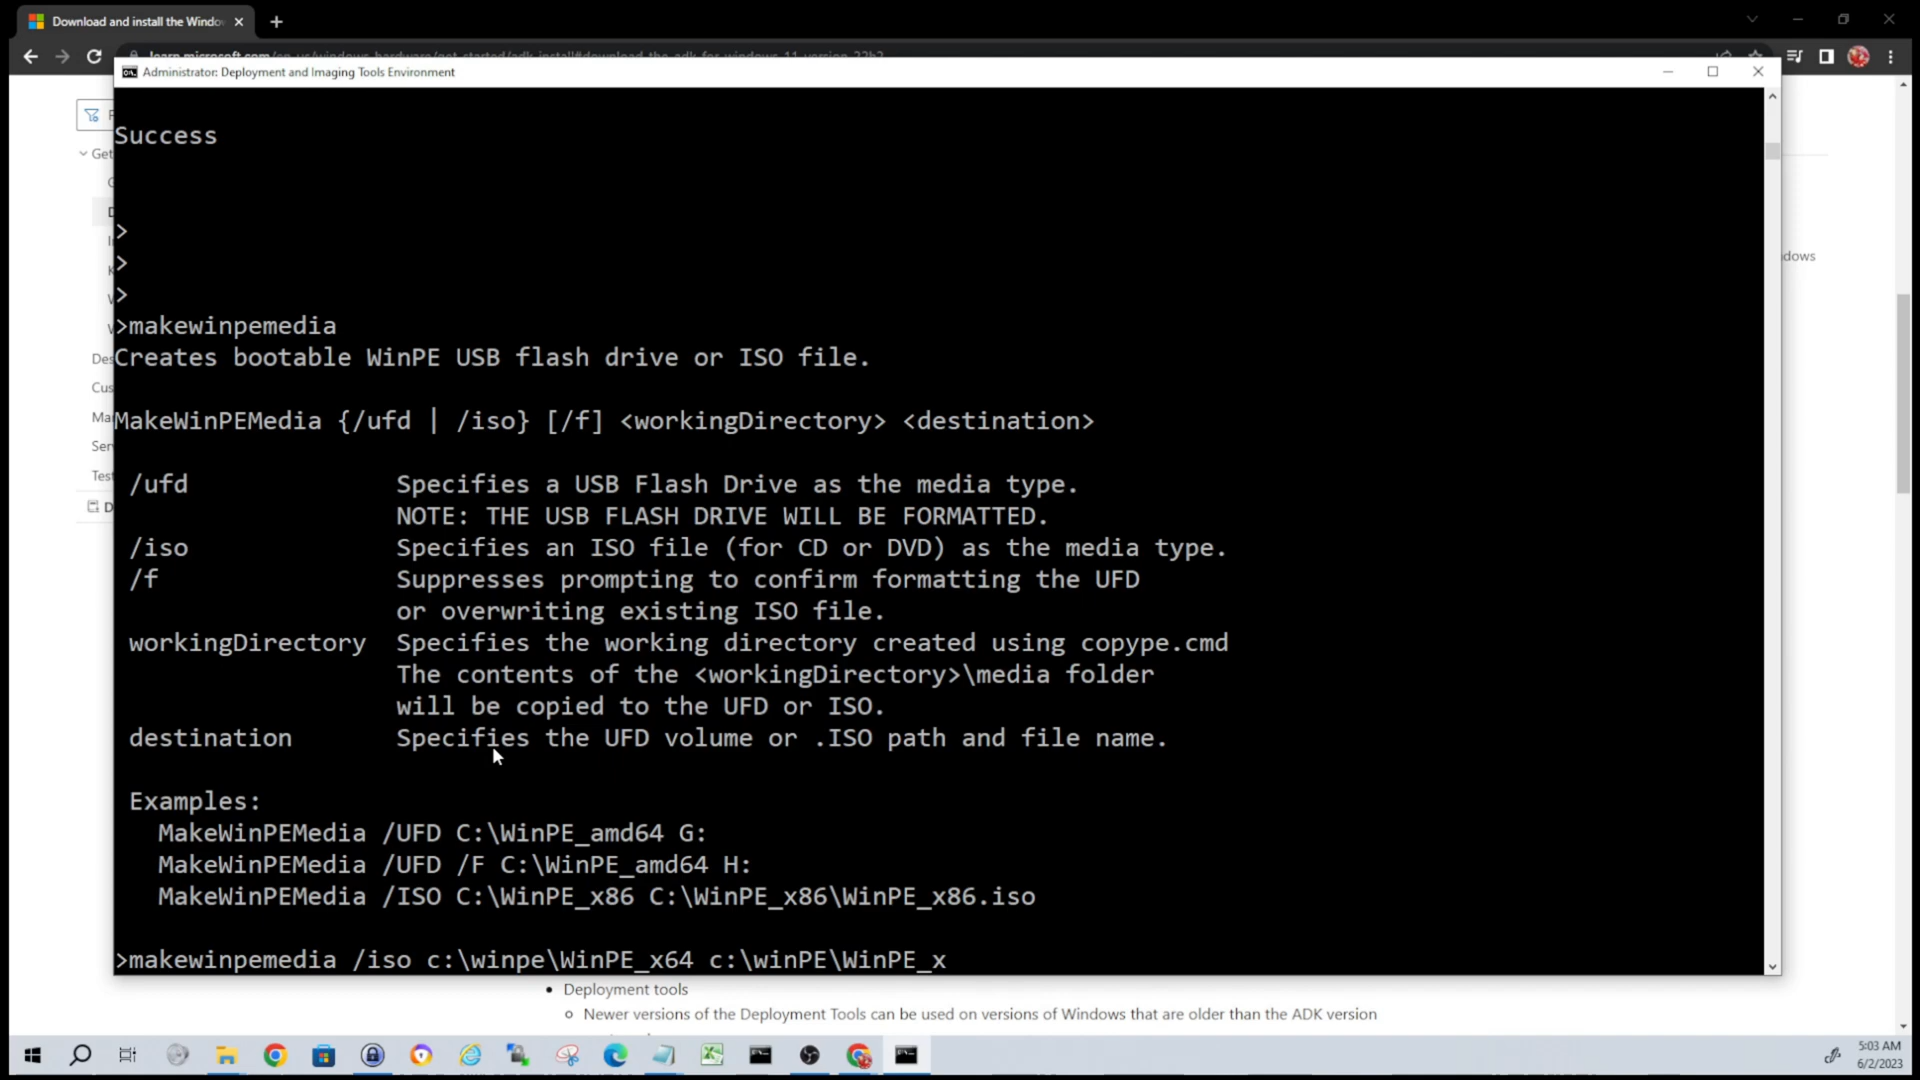 Download and install the Windo
Administrator: Deployment and Imaging Tools Environment
Success
>
>
>
>makewinpemedia
Creates bootable WinPE USB flash drive or ISO file.
MakeWinPEMedia {/ufd | /iso} [/f] <workingDirectory> <destination>
/ufd Specifies a USB Flash Drive as the media type.
NOTE: THE USB FLASH DRIVE WILL BE FORMATTED.
/iso Specifies an ISO file (for CD or DVD) as the media type.
/f Suppresses prompting to confirm formatting the UFD
or overwriting existing ISO file.
workingDirectory Specifies the working directory created using copype.cmd
The contents of the <workingDirectory>\media folder
will be copied to the UFD or ISO.
destination Specifies the UFD volume or .ISO path and file name.
Examples:
MakeWinPEMedia /UFD C:\WinPE_amd64 G:
MakeWinPEMedia /UFD /F C:\WinPE_amd64 H:
MakeWinPEMedia /ISO C:\WinPE_x86 C:\WinPE_x86\WinPE_x86.iso
>makewinpemedia /iso c:\winpe\WinPE_x64 c:\winPE\WinPE_x
Get
Des
Cus
Ma
Ser
Test
dows
• Deployment tools
Newer versions of the Deployment Tools can be used on versions of Windows that are older than the ADK version
5:03 AM
6/2/2023